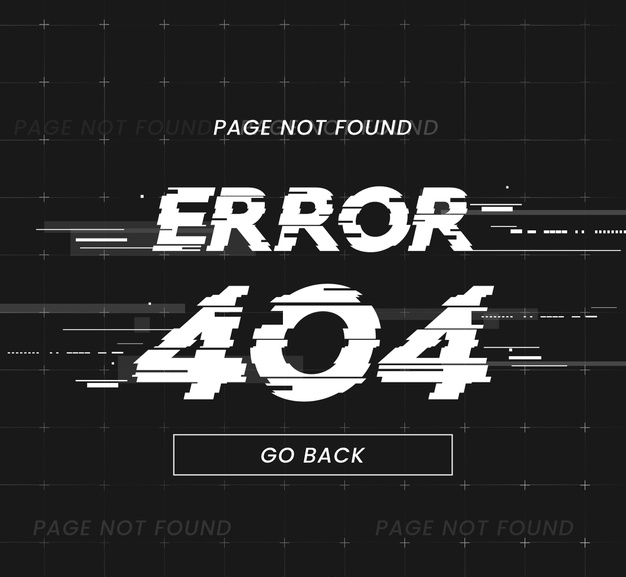 PAGE NOT FOUND PAGE NOT FOUND PAGE NOT FOUND
ERROR
404
GO BACK
PAGE NOT FOUND PAGE NOT FOUND